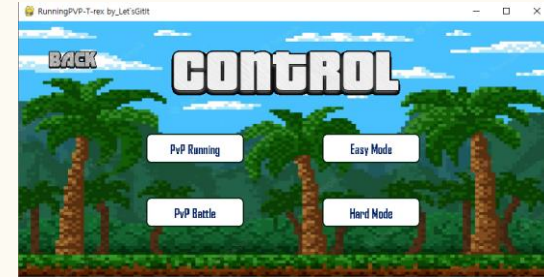 RunningPVP-T-rex by_Let'sGitit
BACK
CONTROL
PvP Running
Easy Mode
PvP Battle
Hard Mode